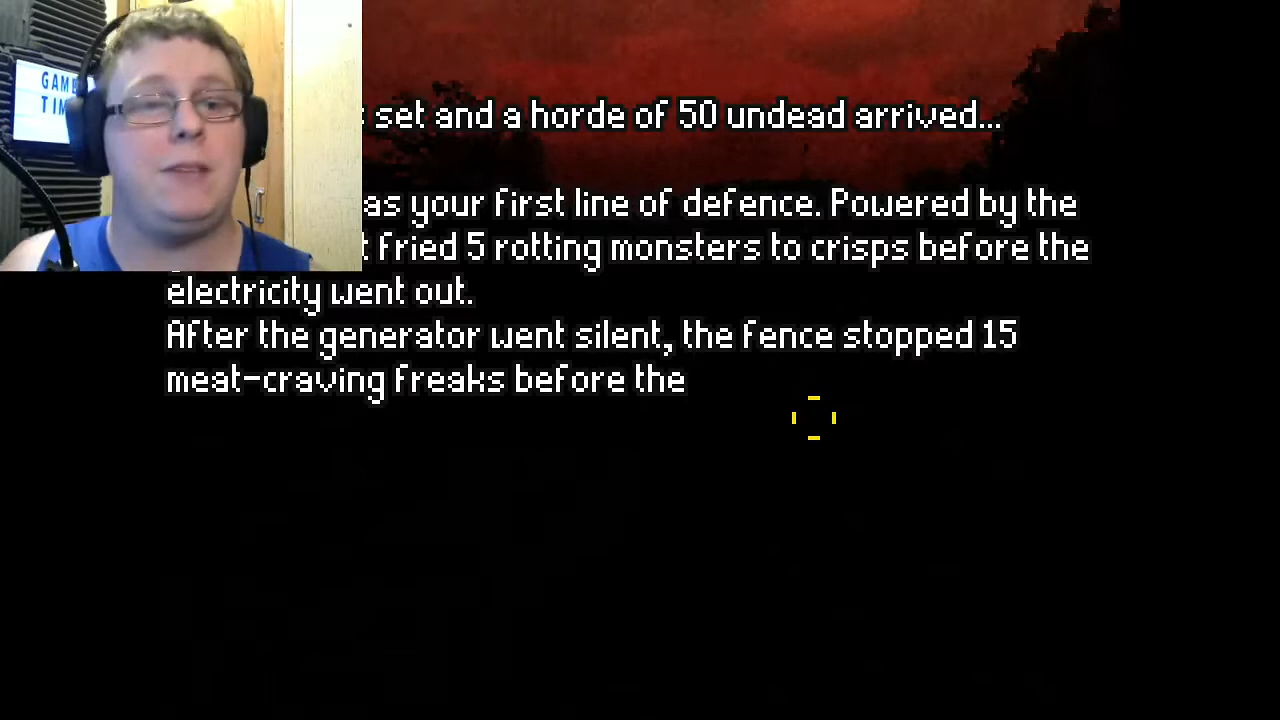 GAME
TIM
set and a horde of 50 undead arrived...
as your first line of defence. Powered by the
fried 5 rotting monsters to crisps before the
electricity went out.
After the generator went silent, the fence stopped 15
meat-craving freaks before the